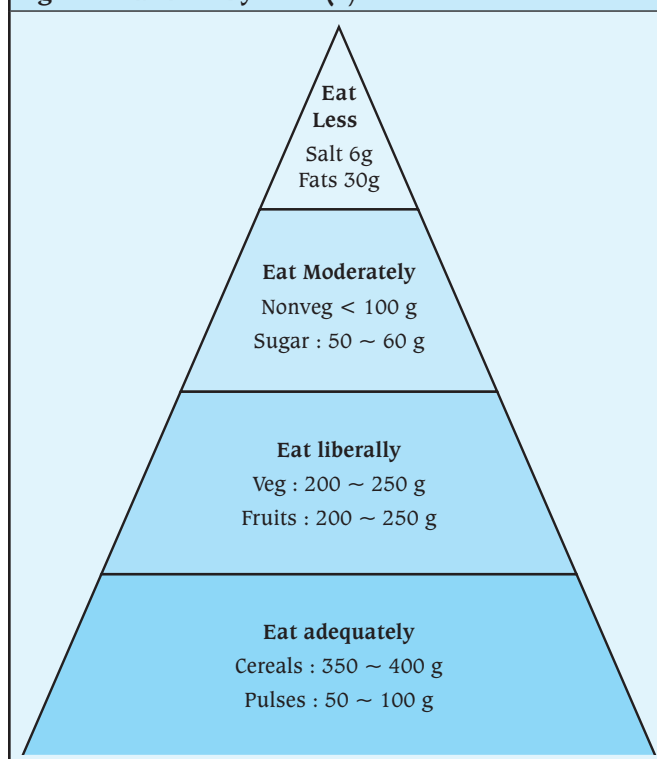 Eat
Less
Salt 6g
Fats 30g
Eat Moderately
Nonveg < 100 g
Sugar : 50 ~ 60 g
Eat liberally
Veg : 200 ~ 250 g
Fruits : 200 ~ 250 g
Eat adequately
Cereals : 350 ~ 400 g
Pulses : 50 ~ 100 g